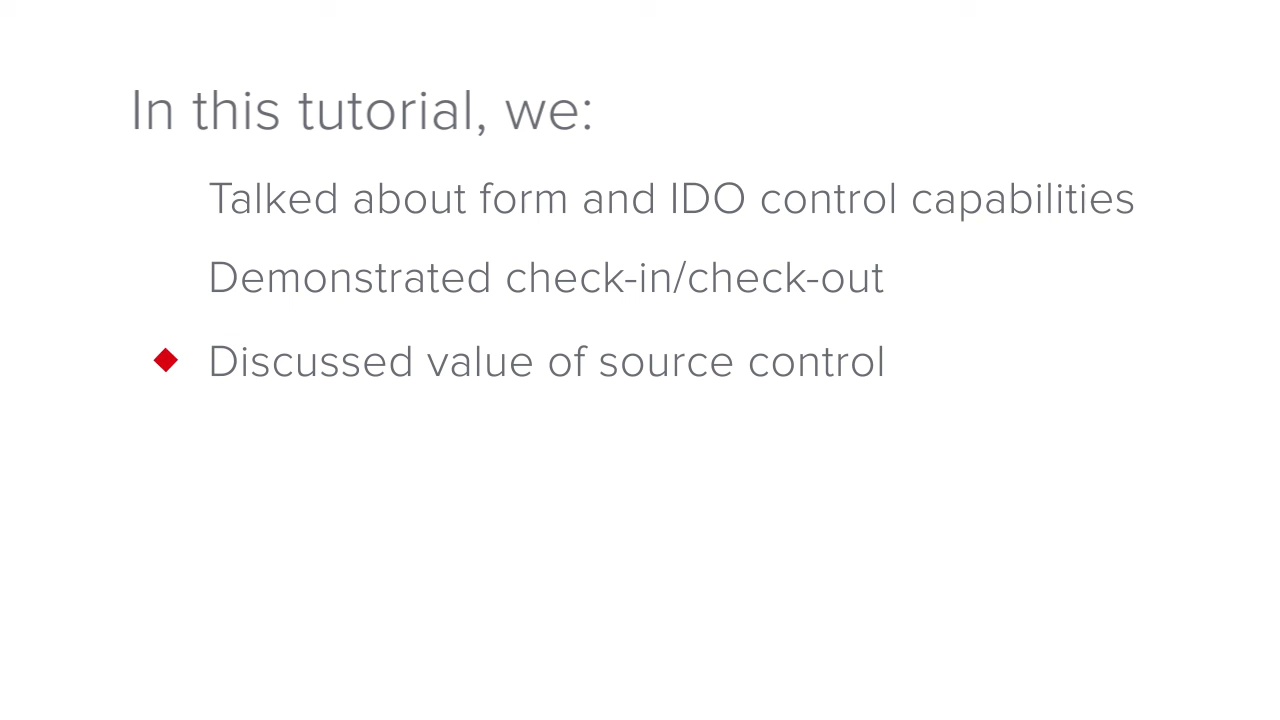 In this tutorial, we:
Talked about form and IDO control capabilities
Demonstrated check-in/check-out
Discussed value of source control